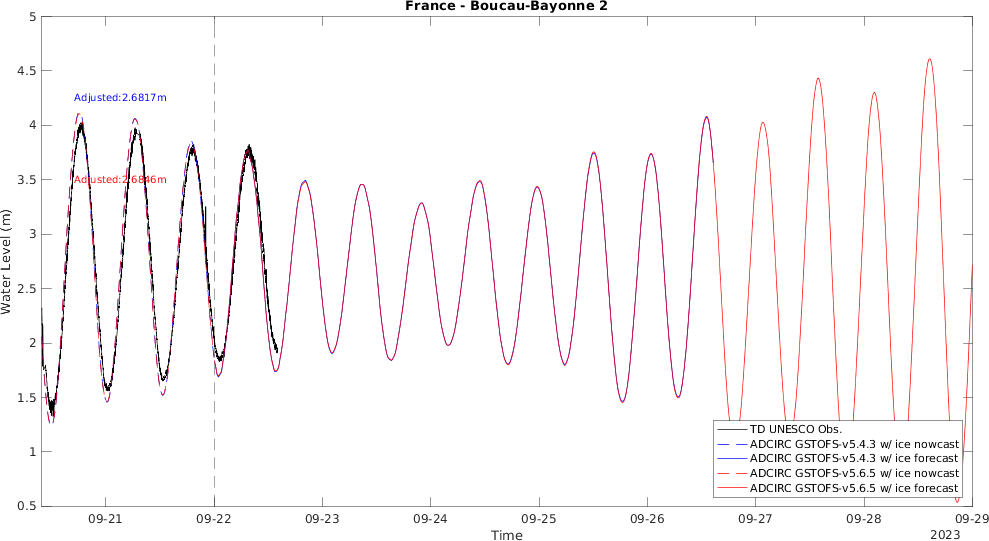 France - Boucau-Bayonne 2
5
4.5
4
3.5
3
2.5
2
1.5
1
0.5
Water Level (m)
Adjusted:2.6817m
Adjusted:2.6846m
TD UNESCO Obs.
ADCIRC GSTOFS-v5.4.3 w/ ice nowcast
ADCIRC GSTOFS-v5.4.3 w/ ice forecast
ADCIRC GSTOFS-v5.6.5 w/ ice nowcast
ADCIRC GSTOFS-v5.6.5 w/ ice forecast
09-21 09-22 09-23 09-24 09-25 09-26 09-27 09-28 09-29
Time
2023